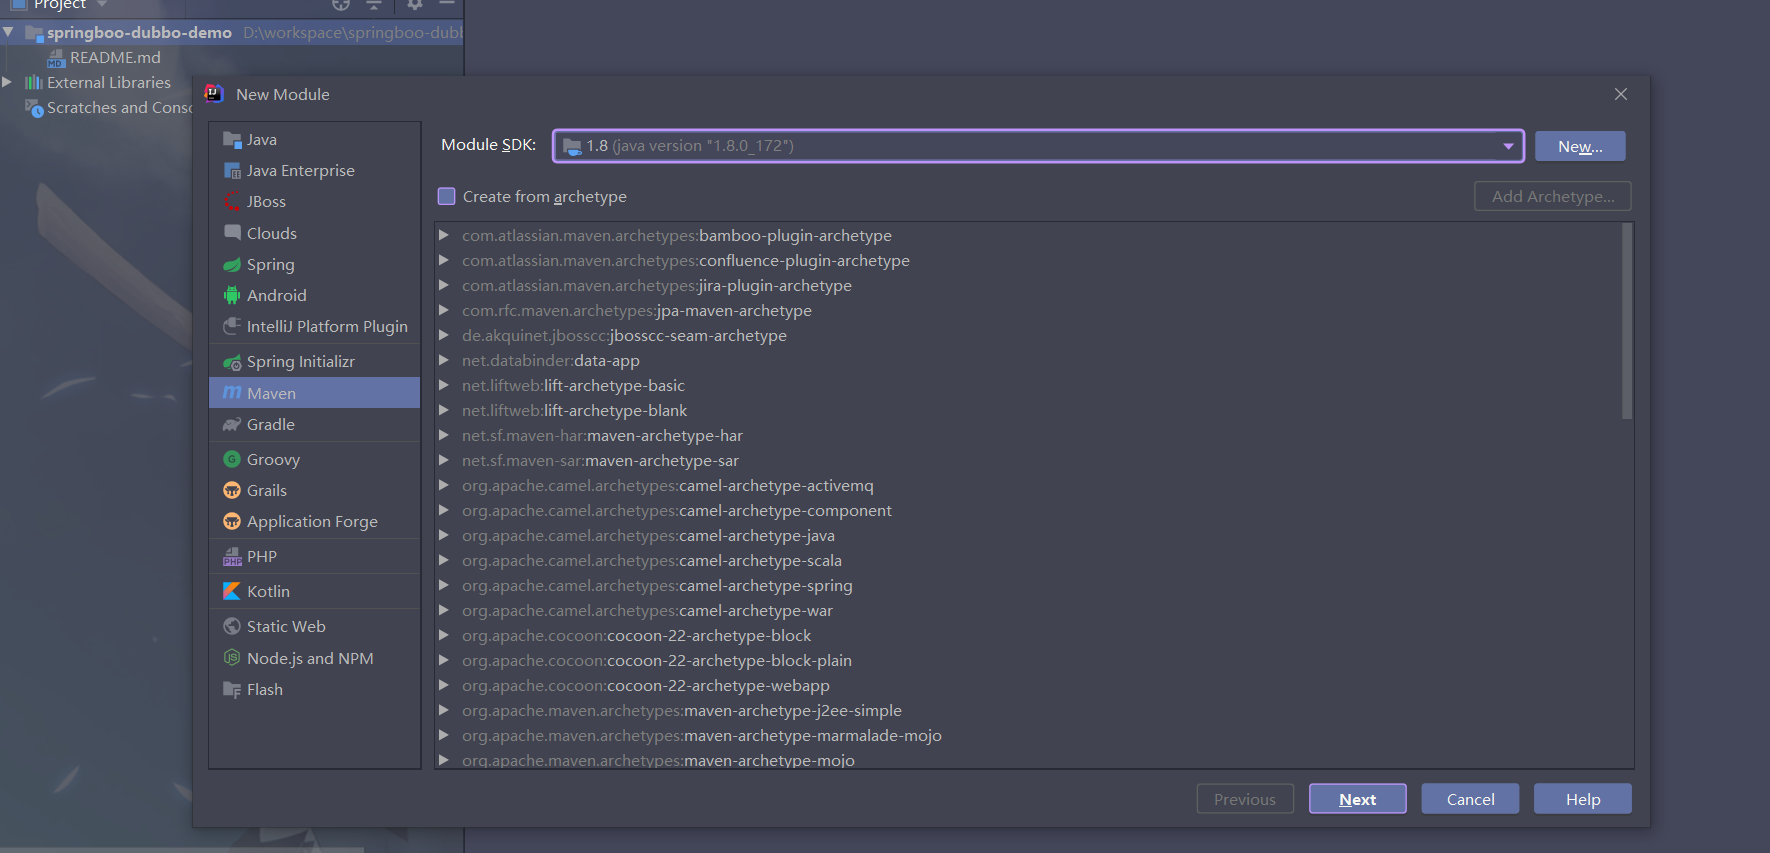 Project
springboo-dubbo-demo D:\workspace\springboo-dubb
README.md
External Libraries
Scratches and Conso
New Module
Java
Java Enterprise
JBoss
Clouds
Spring
Android
IntelliJ Platform Plugin
Spring Initializr
Maven
Gradle
Groovy
Grails
Application Forge
PHP
Kotlin
Static Web
Node.js and NPM
Flash
Module SDK: 1.8 (java version "1.8.0_172") New...
Create from archetype Add Archetype...
com.atlassian.maven.archetypes:bamboo-plugin-archetype
com.atlassian.maven.archetypes:confluence-plugin-archetype
com.atlassian.maven.archetypes:jira-plugin-archetype
com.rfc.maven.archetypes:jpa-maven-archetype
de.akquinet.jbosscc:jbosscc-seam-archetype
net.databinder:data-app
net.liftweb:lift-archetype-basic
net.liftweb:lift-archetype-blank
net.sf.maven-har:maven-archetype-har
net.sf.maven-sar:maven-archetype-sar
org.apache.camel.archetypes:camel-archetype-activemq
org.apache.camel.archetypes:camel-archetype-component
org.apache.camel.archetypes:camel-archetype-java
org.apache.camel.archetypes:camel-archetype-scala
org.apache.camel.archetypes:camel-archetype-spring
org.apache.camel.archetypes:camel-archetype-war
org.apache.cocoon:cocoon-22-archetype-block
org.apache.cocoon:cocoon-22-archetype-block-plain
org.apache.cocoon:cocoon-22-archetype-webapp
org.apache.maven.archetypes:maven-archetype-j2ee-simple
org.apache.maven.archetypes:maven-archetype-marmalade-mojo
org.apache.maven.archetypes:maven-archetype-mojo
Previous Next Cancel Help